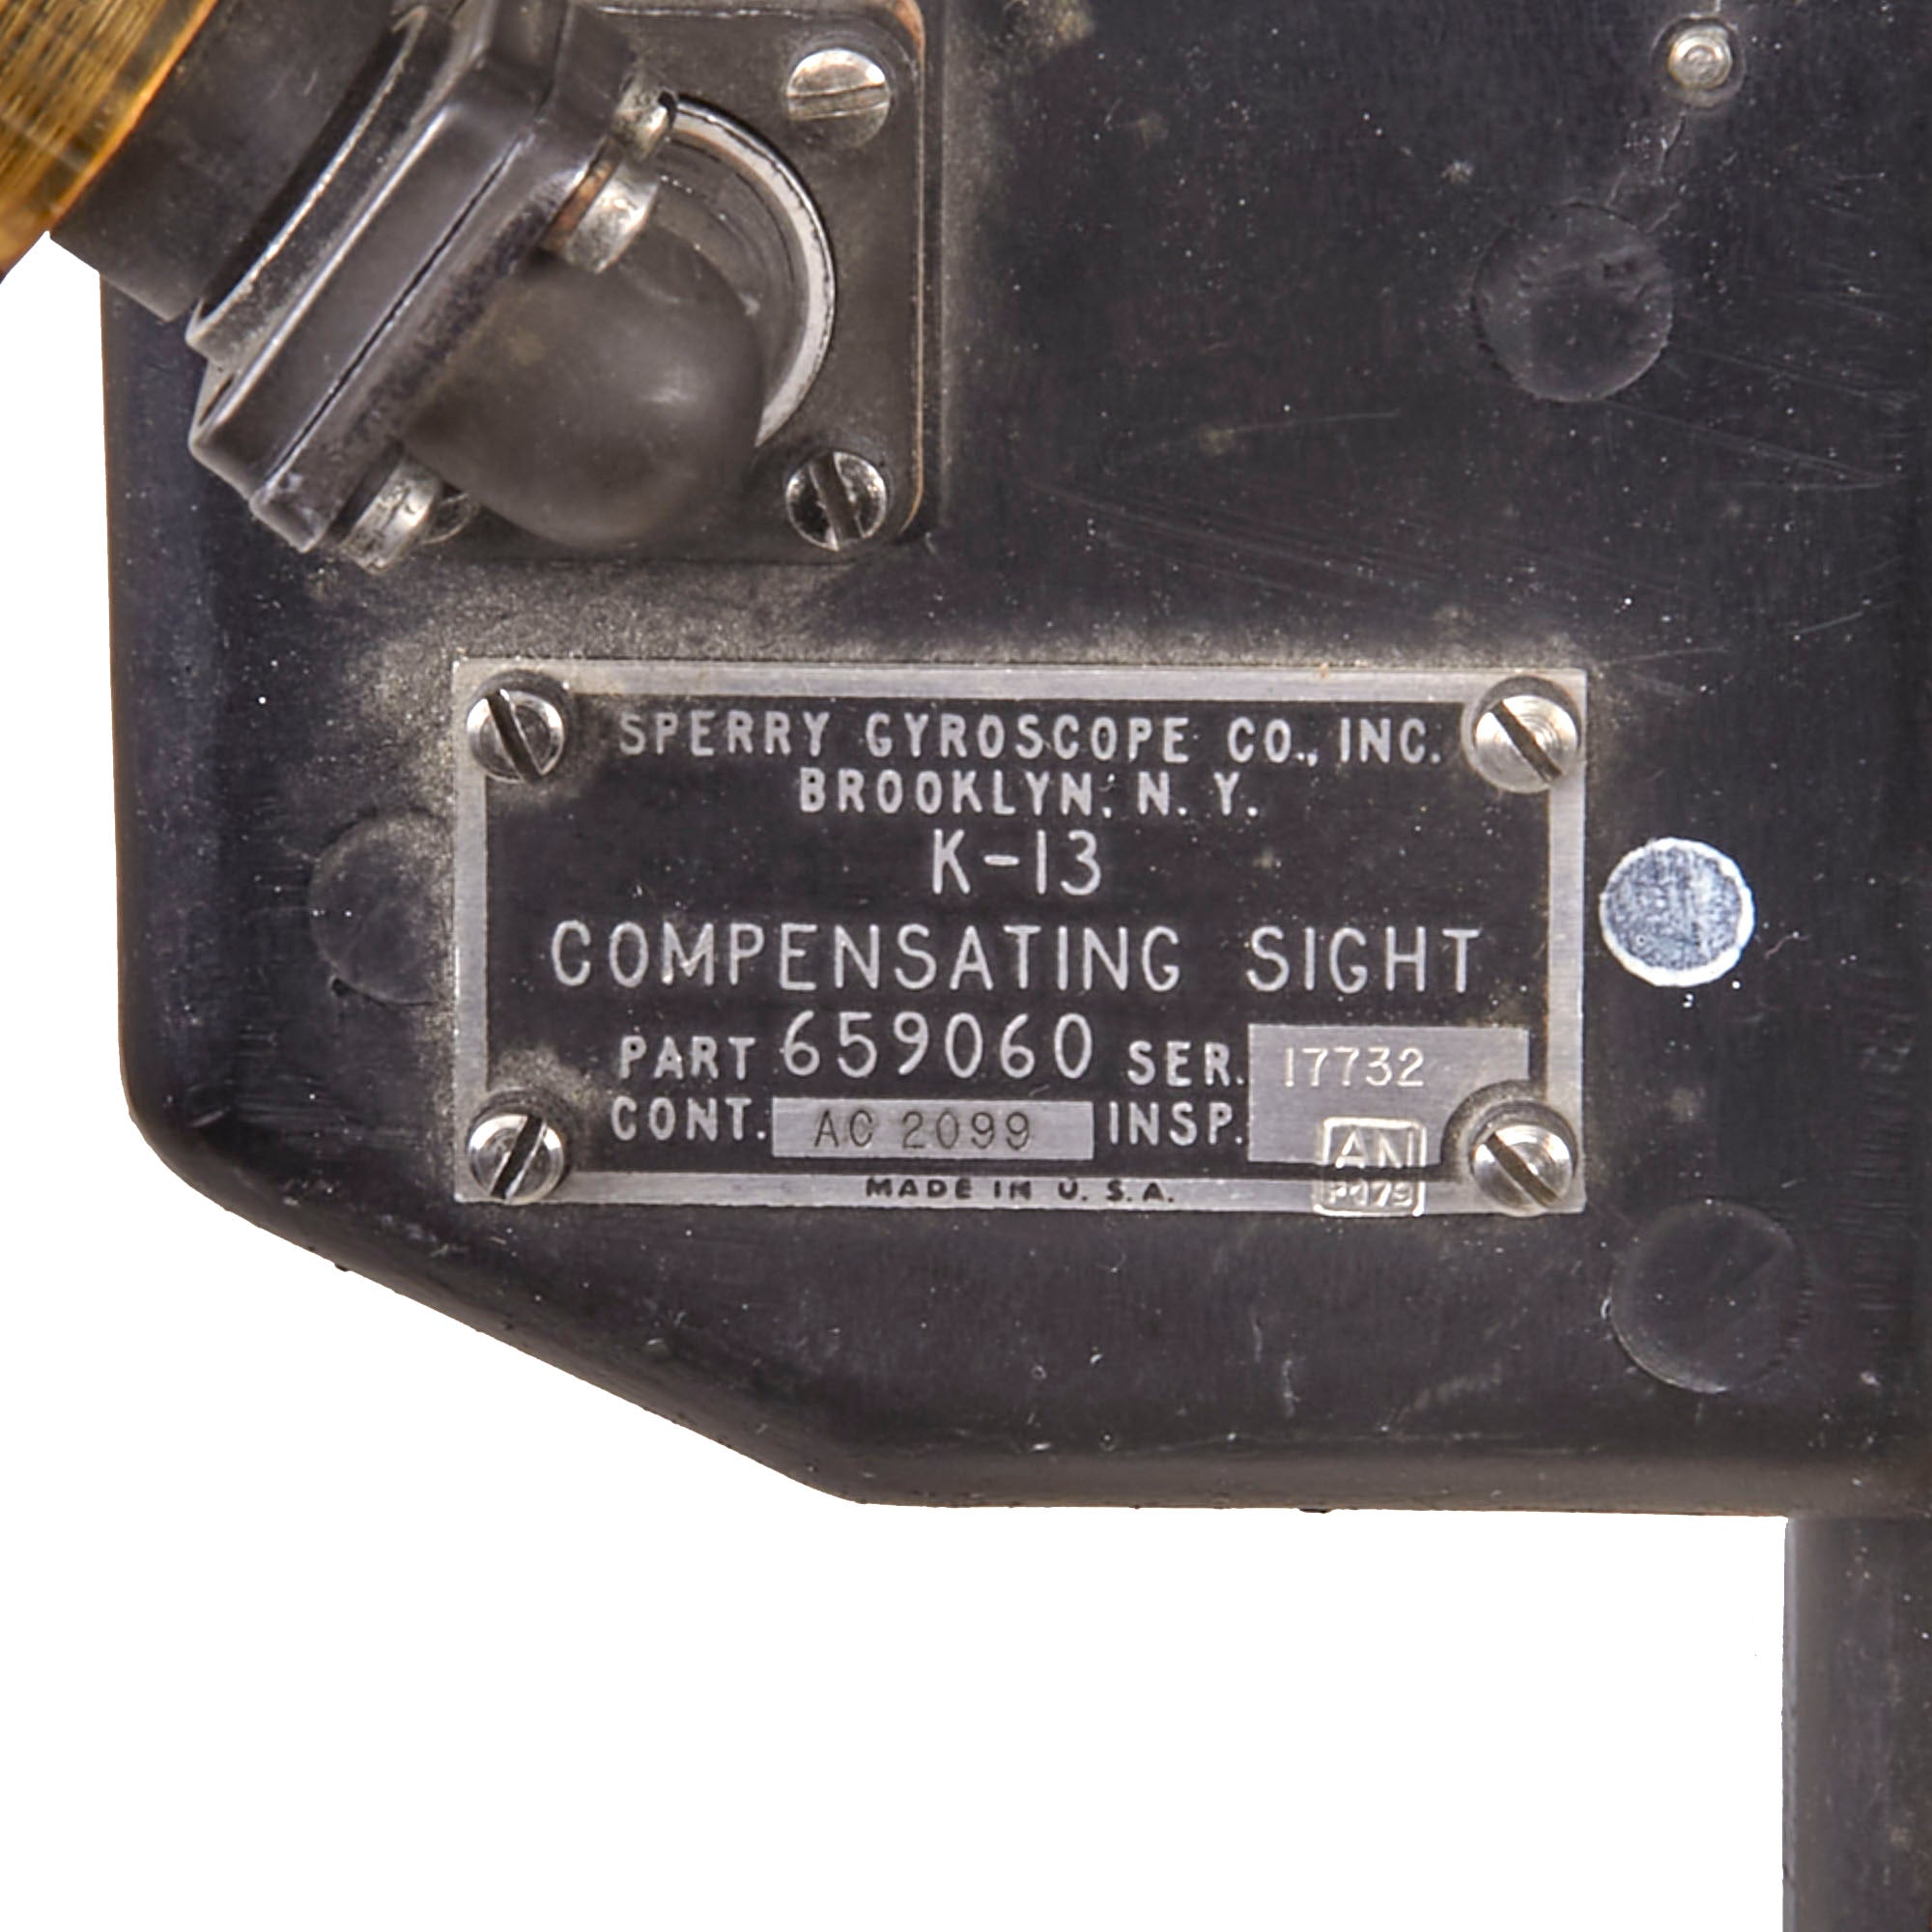 SPERRY GYROSCOPE CO., INC.
BROOKLYN, N. Y.
K-13
COMPENSATING SIGHT
PART 659060 SER. 17732
CONT. AC 2099 INSP. AN
MADE IN U. S. A.